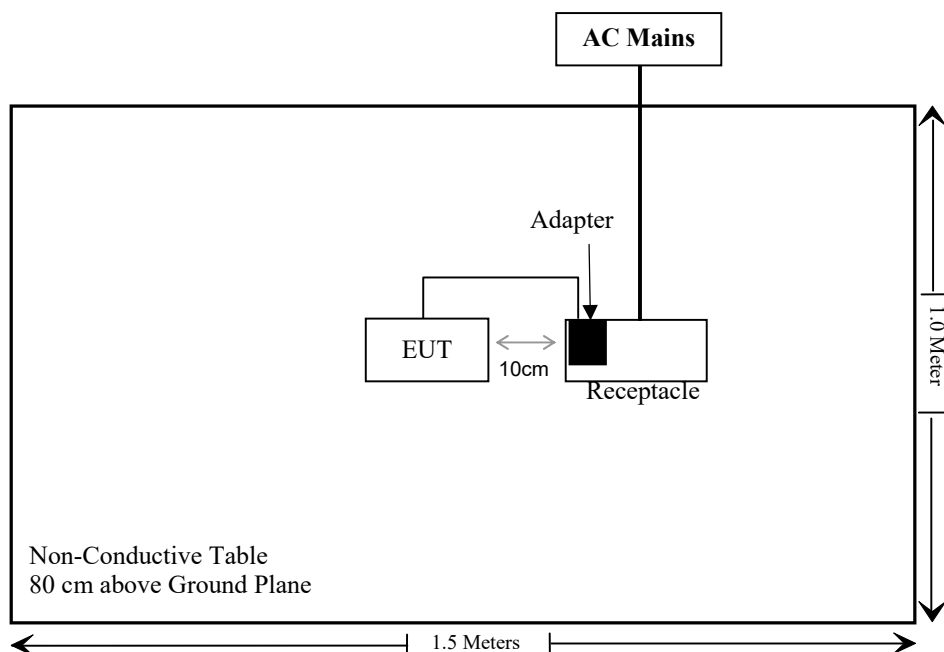 AC Mains
Adapter
EUT
10cm
Receptacle
1.0 Meter
Non-Conductive Table
80 cm above Ground Plane
1.5 Meters